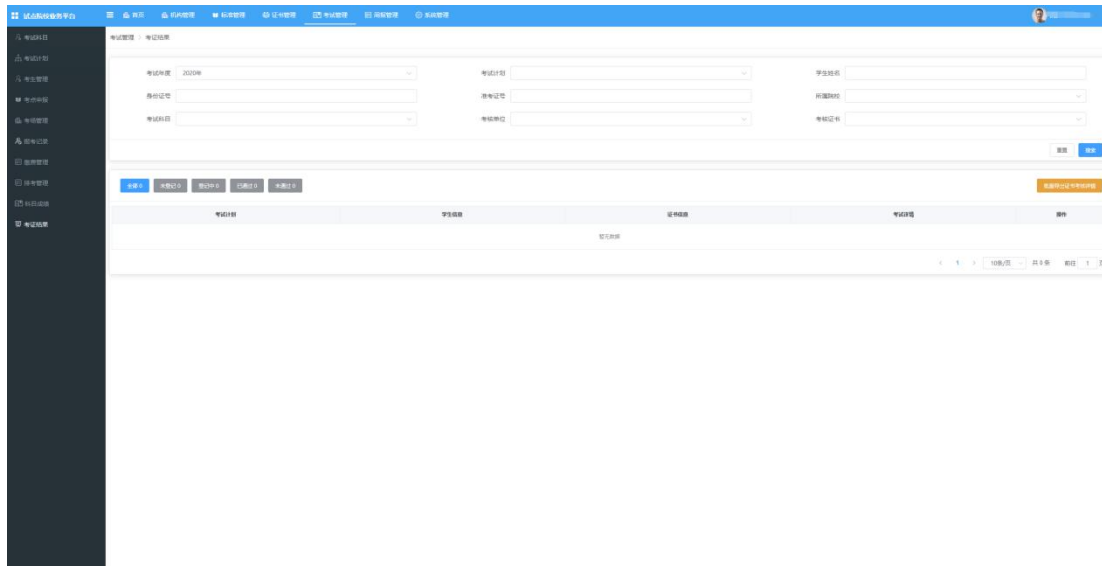 试点院校业务平台
首页 机构管理 标准管理 证书管理 考试管理 院校管理 系统管理
考试科目
考试管理 > 考证结果
考试计划
考生管理
考点申报
考场管理
报考记录
监考管理
排考管理
科目成绩
考证结果
考试年度 2020年 考试计划 学生姓名
身份证号 准考证号 所属院校
考试科目 考核单位 考核证书
重置 搜索
全部 0 未登记 0 登记中 0 已通过 0 未通过 0
考试计划 学生信息 证书信息 考试详情 操作
暂无数据
1 10条/页 共 0 条 前往 1 页